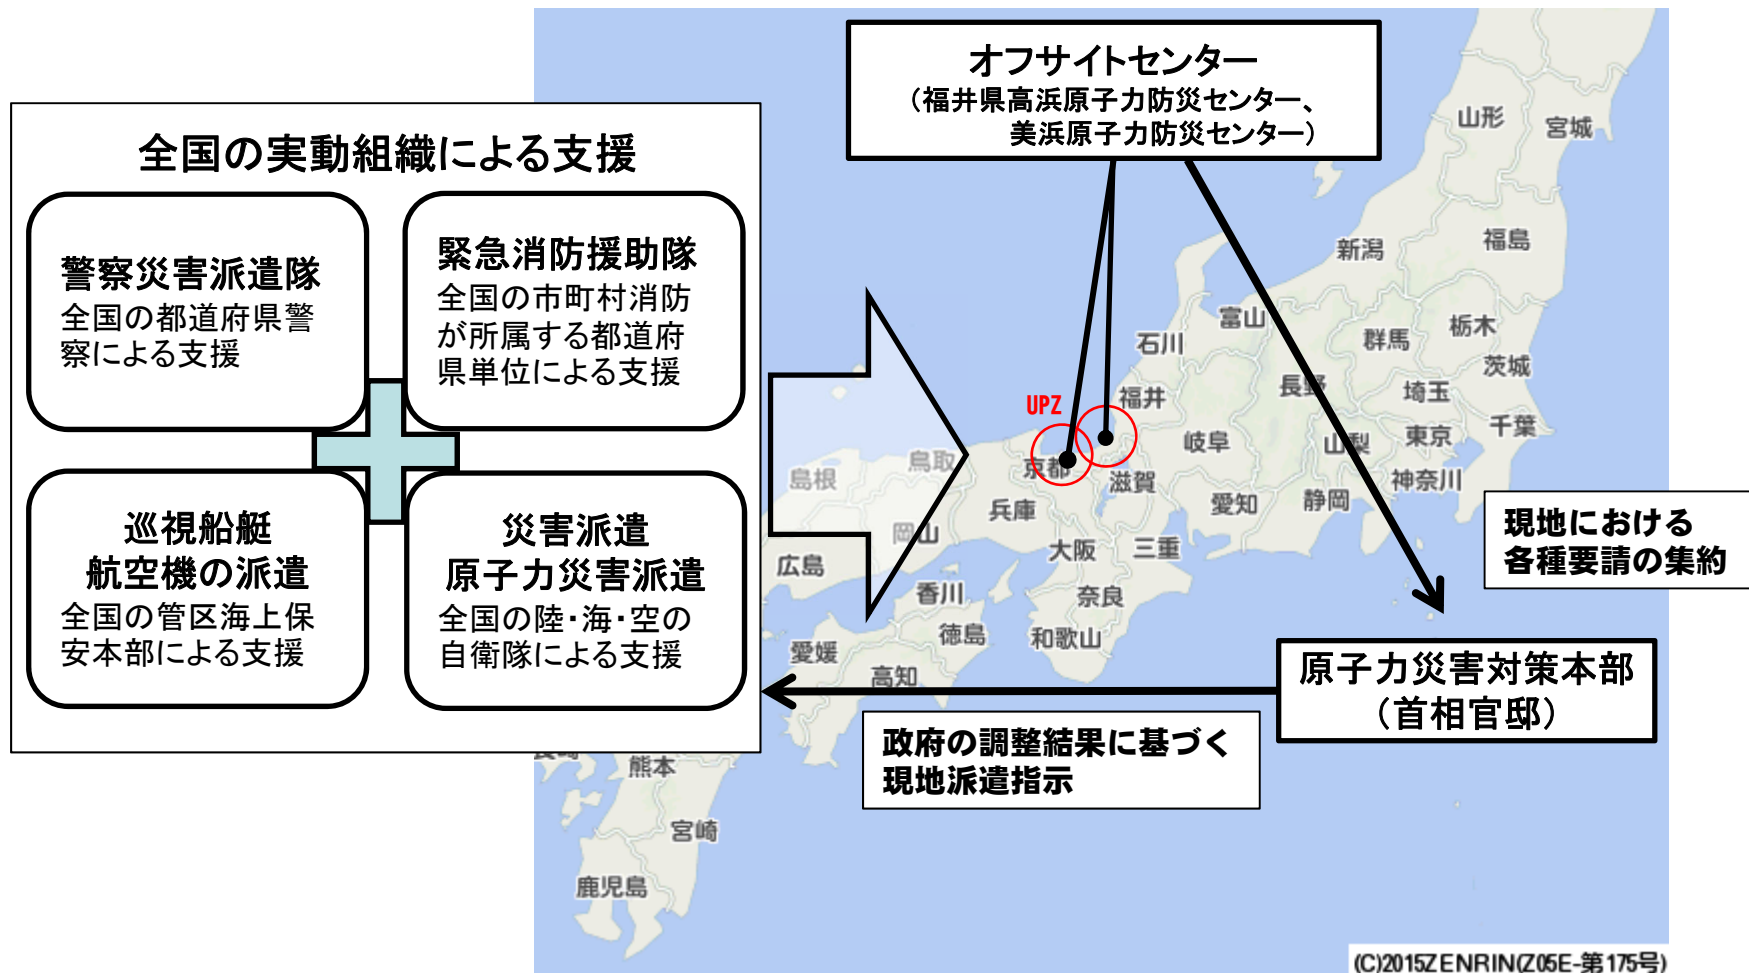 オフサイトセンター
（福井県高浜原子力防災センター、
美浜原子力防災センター）
全国の実動組織による支援
警察災害派遣隊
全国の都道府県警
察による支援
緊急消防援助隊
全国の市町村消防
が所属する都道府
県単位による支援
巡視船艇
航空機の派遣
全国の管区海上保
安本部による支援
災害派遣
原子力災害派遣
全国の陸・海・空の
自衛隊による支援
山形
宮城
新潟
福島
富山
石川
群馬
栃木
茨城
長野
埼玉
福井
UPZ
千葉
岐阜
山梨
東京
京都
鳥取
島根
滋賀
神奈川
愛知
静岡
兵庫
岡山
大阪
三重
広島
香川
奈良
徳島
和歌山
愛媛
高知
現地における
各種要請の集約
原子力災害対策本部
（首相官邸）
政府の調整結果に基づく
現地派遣指示
熊本
宮崎
鹿児島
(C)2015ZENRIN(Z05E-第175号)